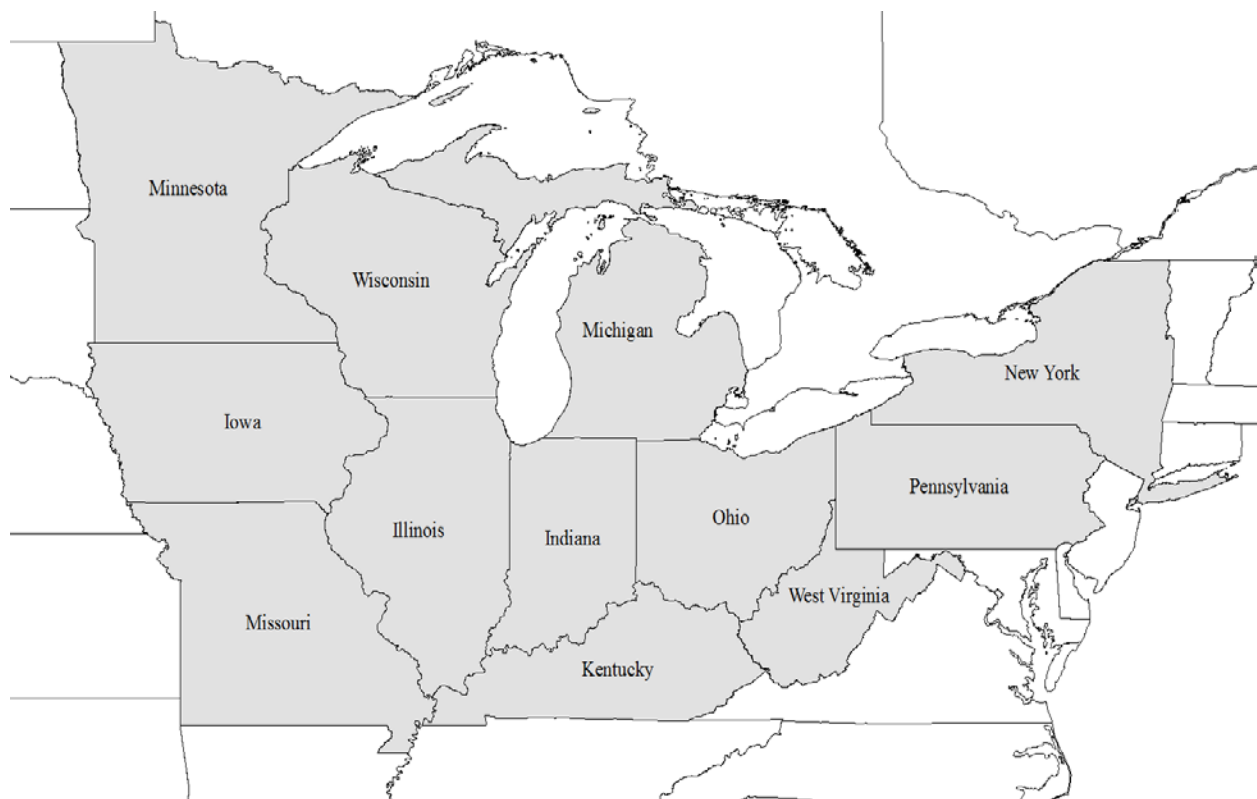 Minnesota
Wisconsin
Michigan
New York
Iowa
Pennsylvania
Illinois
Indiana
Ohio
West Virginia
Missouri
Kentucky